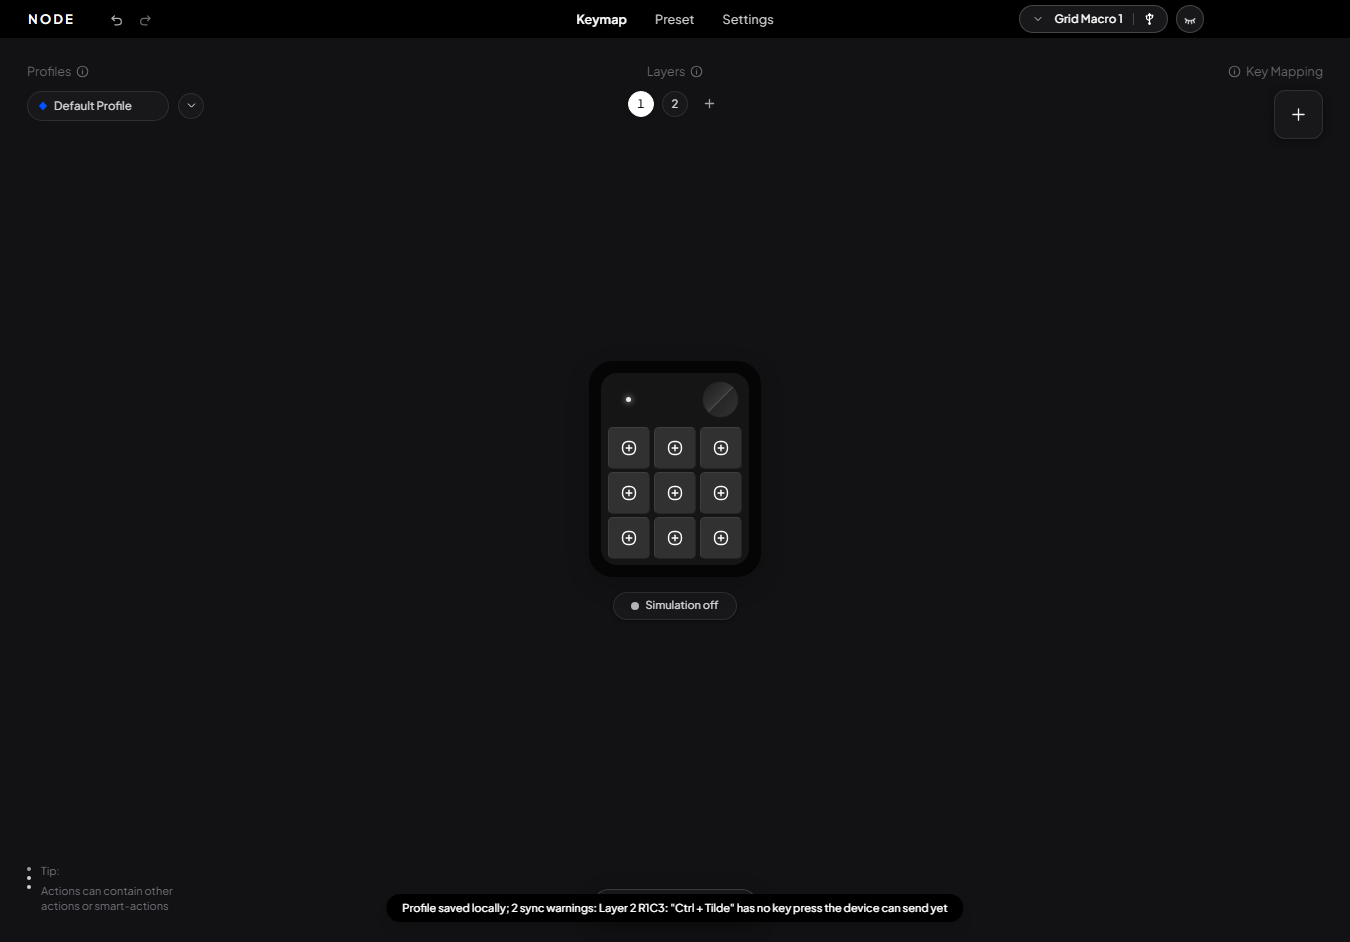 NODE
Keymap
Preset
Settings
Grid Macro 1
Profiles
Layers
Key Mapping
Default Profile
1
2
Simulation off
Tip:
Actions can contain other
actions or smart-actions
Profile saved locally; 2 sync warnings: Layer 2 R1C3: "Ctrl + Tilde" has no key press the device can send yet